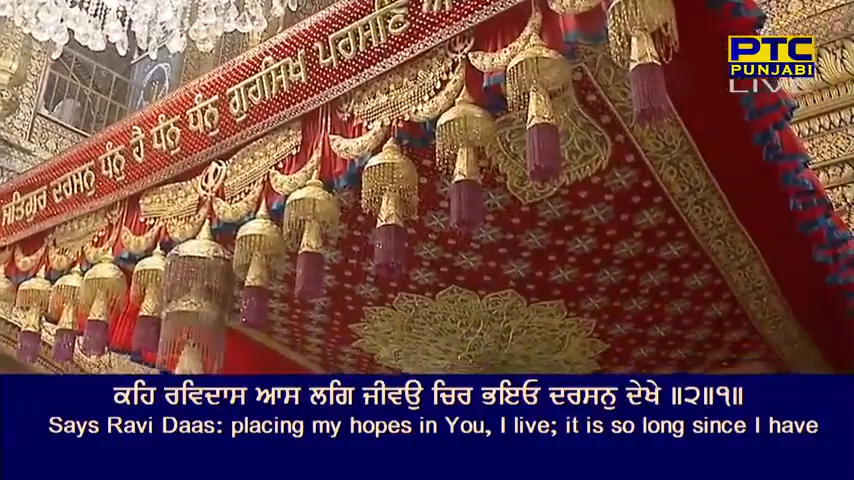 PTC
PUNJABI
LIVE
ਸਤਿਗੁਰ ਦਰਸਨ ਧੰਨ ਹੈ ਧੰਨ ਧੰਨ ਗੁਰਸਿਖ ਪਰਸਣਿ
ਕਹਿ ਰਵਿਦਾਸ ਆਸ ਲਗਿ ਜੀਵਉ ਚਿਰ ਭਇਓ ਦਰਸਨੁ ਦੇਖੇ ॥੨॥੧॥
Says Ravi Daas: placing my hopes in You, I live; it is so long since I have